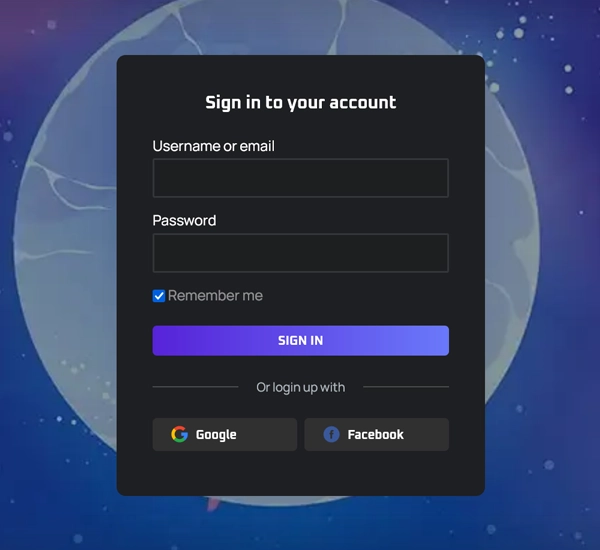 Sign in to your account
Username or email
Password
Remember me
SIGN IN
Or login up with
Google
Facebook